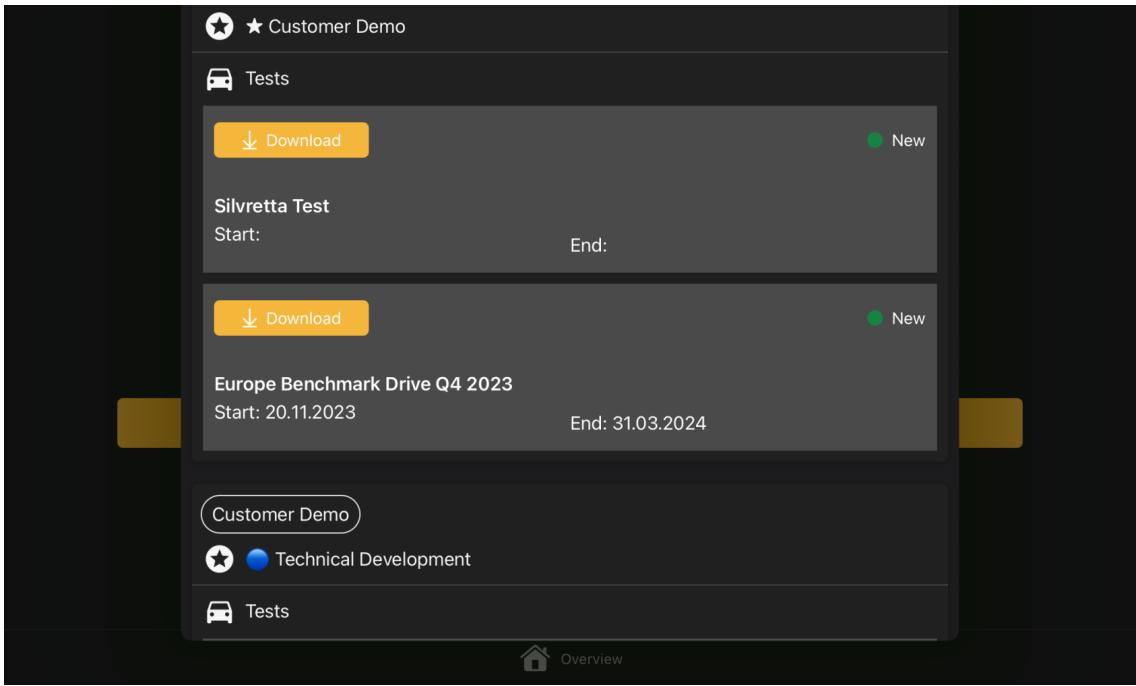 ★ Customer Demo
Tests
Download
New
Silvretta Test
Start:
End:
Download
New
Europe Benchmark Drive Q4 2023
Start: 20.11.2023
End: 31.03.2024
Customer Demo
Technical Development
Tests
Overview